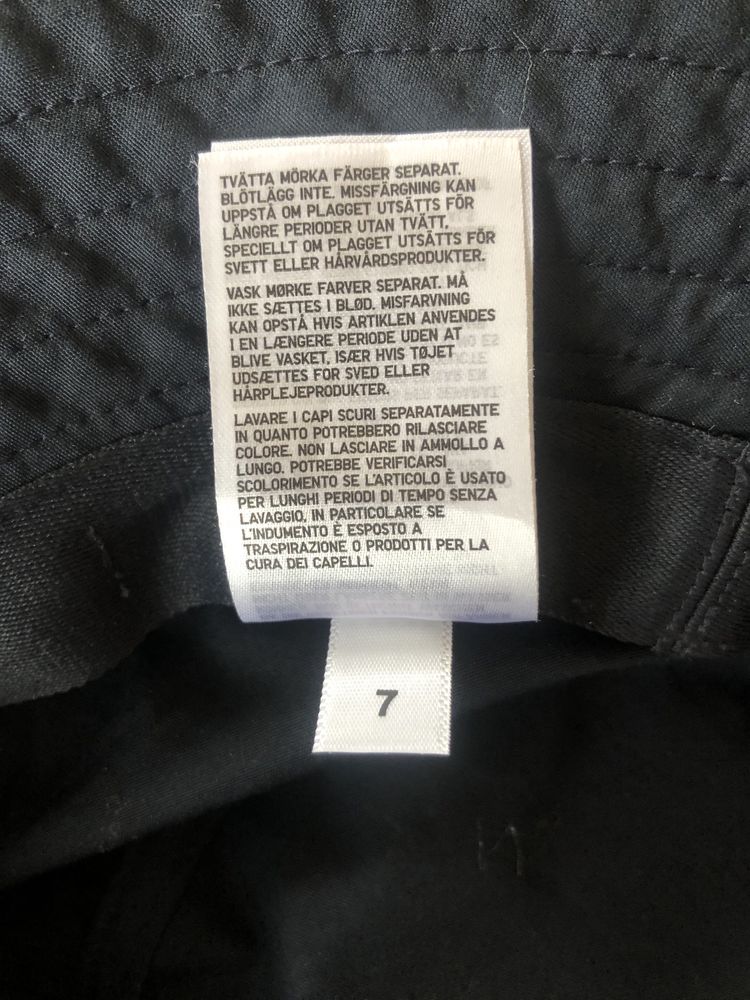 TVÄTTA MÖRKA FÄRGER SEPARAT.
BLÖTLÄGG INTE. MISSFÄRGNING KAN
UPPSTÅ OM PLAGGET UTSÄTTS FÖR
LÄNGRE PERIODER UTAN TVÄTT,
SPECIELLT OM PLAGGET UTSÄTTS FÖR
SVETT ELLER HÅRVÅRDSPRODUKTER.
VASK MØRKE FARVER SEPARAT. MÅ
IKKE SÆTTES I BLØD. MISFARVNING
KAN OPSTÅ HVIS ARTIKLEN ANVENDES
I EN LÆNGERE PERIODE UDEN AT
BLIVE VASKET, ISÆR HVIS TØJET
UDSÆTTES FOR SVED ELLER
HÅRPLEJEPRODUKTER.
LAVARE I CAPI SCURI SEPARATAMENTE
IN QUANTO POTREBBERO RILASCIARE
COLORE. NON LASCIARE IN AMMOLLO A
LUNGO. POTREBBE VERIFICARSI
SCOLORIMENTO SE L'ARTICOLO È USATO
PER LUNGHI PERIODI DI TEMPO SENZA
LAVAGGIO, IN PARTICOLARE SE
L'INDUMENTO È ESPOSTO A
TRASPIRAZIONE O PRODOTTI PER LA
CURA DEI CAPELLI.
7